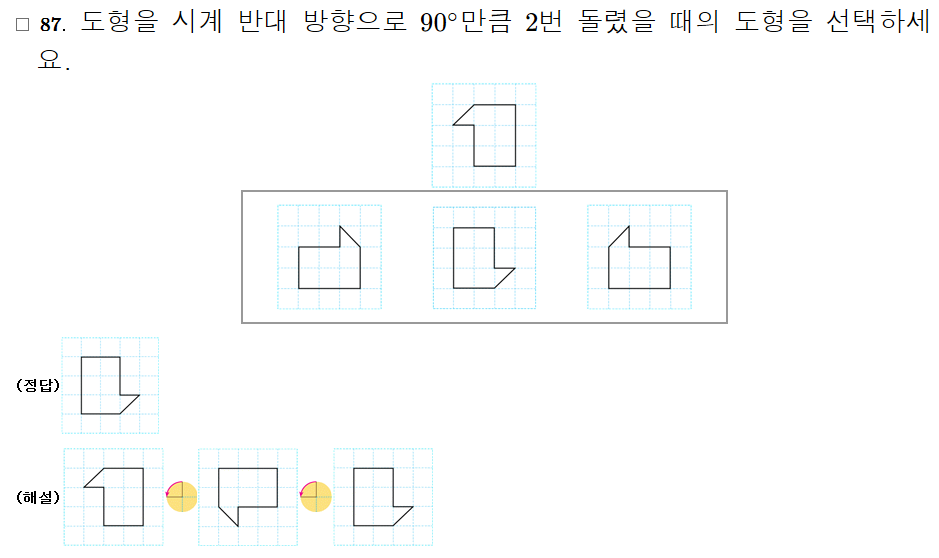 □ 87. 도형을 시계 반대 방향으로 90°만큼 2번 돌렸을 때의 도형을 선택하세
요.
(정답)
(해설)